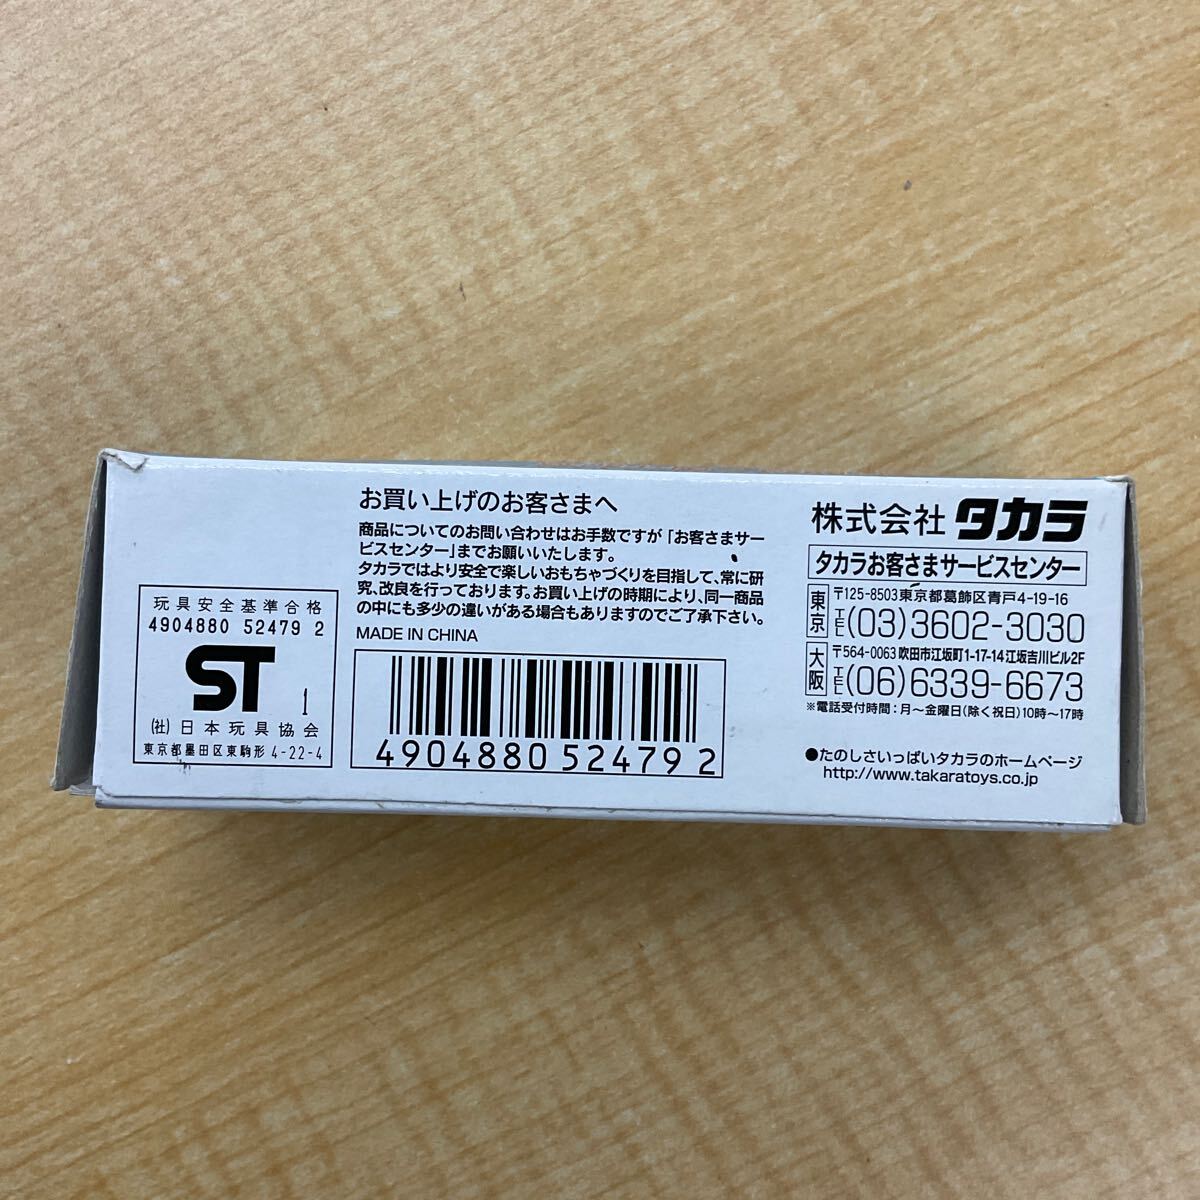 玩具安全基準合格
4904880 52479 2
ST 1
(社)日本玩具協会
東京都墨田区東駒形 4-22-4
お買い上げのお客さまへ
商品についてのお問い合わせはお手数ですが「お客さまサー
ビスセンター」までお願いいたします。
タカラではより安全で楽しいおもちゃづくりを目指して、常に研
究、改良を行っております。お買い上げの時期により、同一商品
の中にも多少の違いがある場合もありますのでご了承下さい。
MADE IN CHINA
4904880524792
株式会社 タカラ
タカラお客さまサービスセンター
東京 〒125-8503東京都葛飾区青戸4-19-16
TEL(03)3602-3030
大阪 〒564-0063 吹田市江坂町1-17-14江坂吉川ビル2F
TEL(06)6339-6673
※電話受付時間：月〜金曜日(除く祝日)10時〜17時
●たのしさいっぱいタカラのホームページ
http://www.takaratoys.co.jp